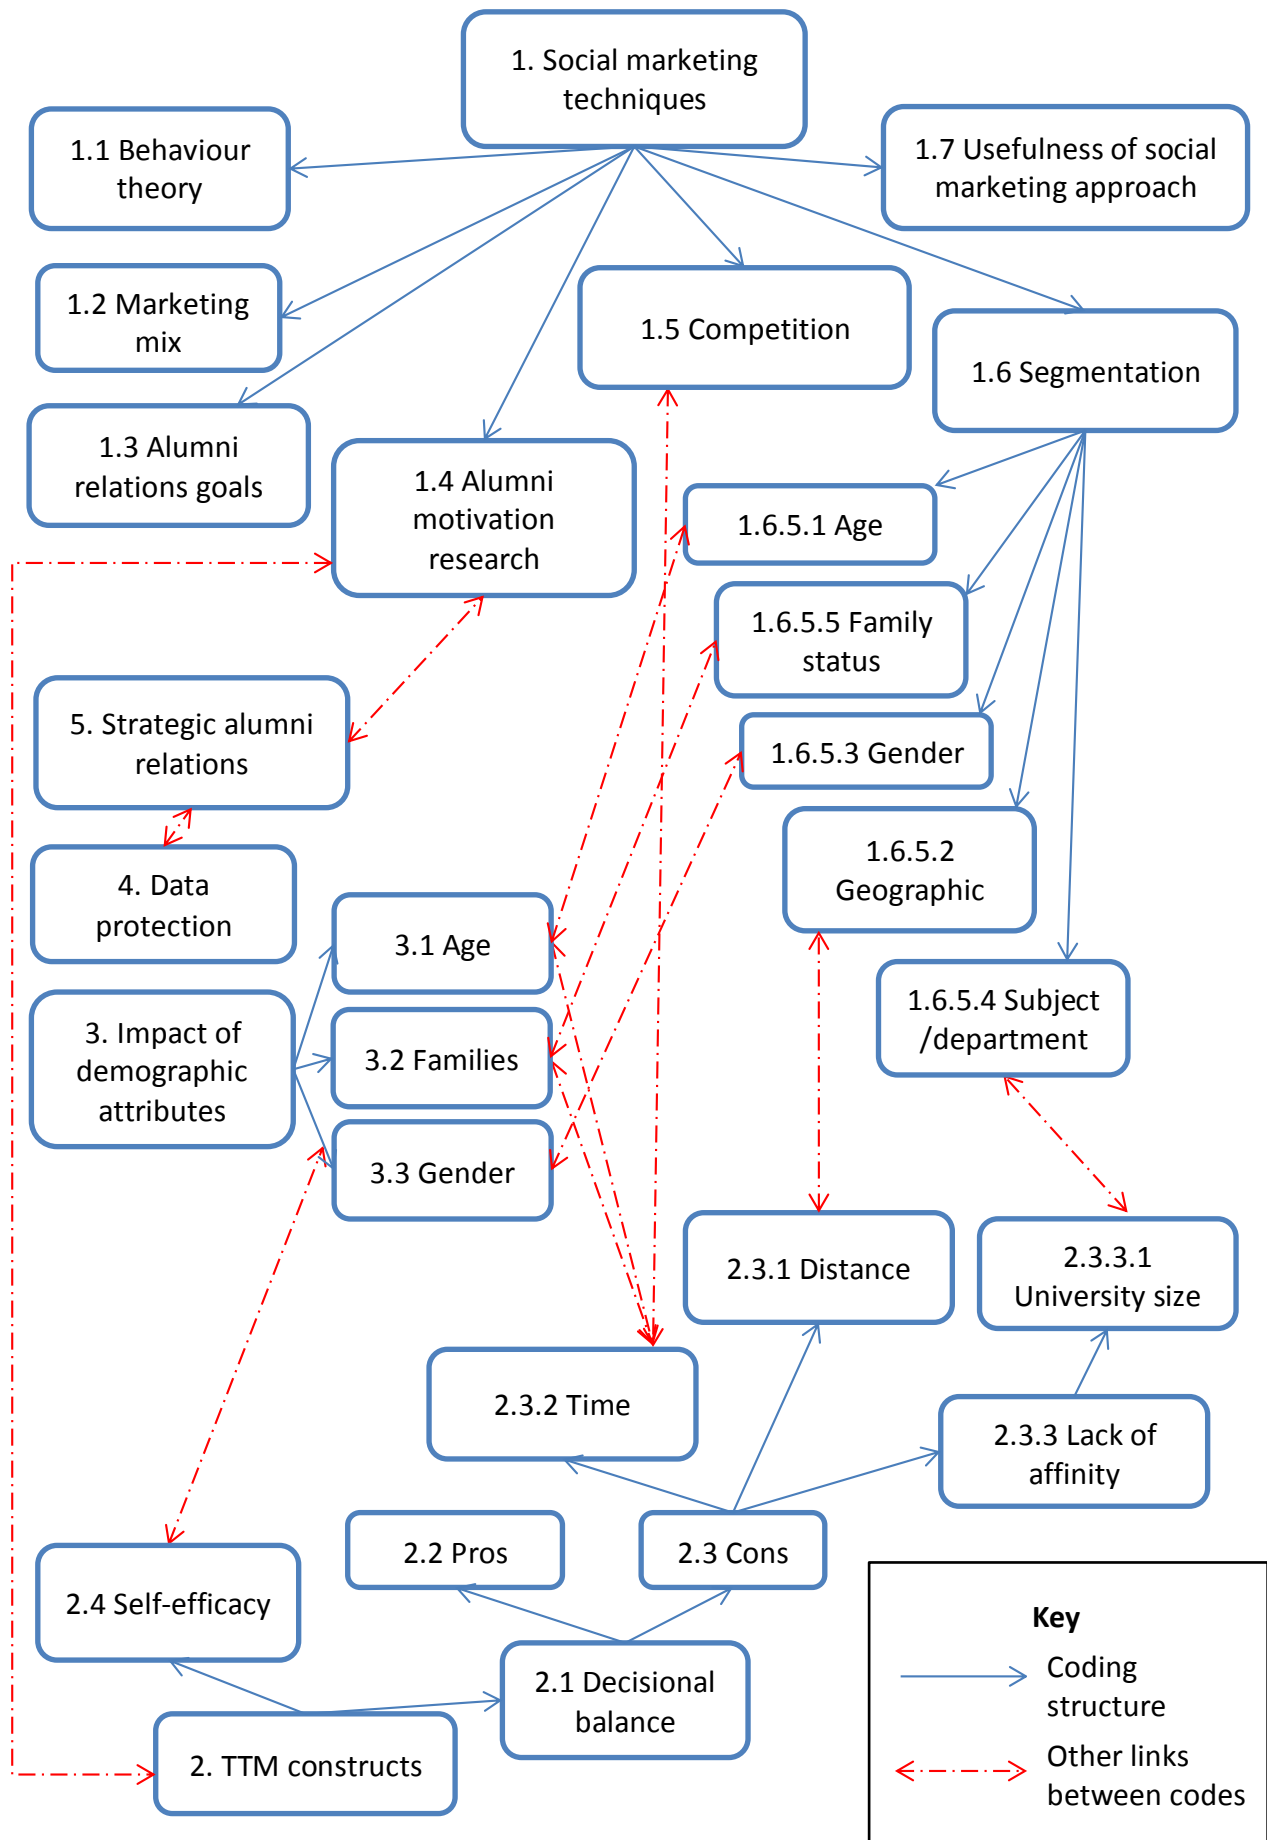 1. Social marketing
techniques
1.1 Behaviour
theory
1.7 Usefulness of social
marketing approach
1.2 Marketing
mix
1.5 Competition
1.6 Segmentation
1.3 Alumni
relations goals
1.4 Alumni
motivation
research
1.6.5.1 Age
1.6.5.5 Family
status
5. Strategic alumni
relations
1.6.5.3 Gender
1.6.5.2
Geographic
4. Data
protection
3.1 Age
1.6.5.4 Subject
/department
3. Impact of
demographic
attributes
3.2 Families
3.3 Gender
2.3.1 Distance
2.3.3.1
University size
2.3.2 Time
2.3.3 Lack of
affinity
2.2 Pros
2.3 Cons
2.4 Self-efficacy
2.1 Decisional
balance
2. TTM constructs
Key
Coding
structure
Other links
between codes